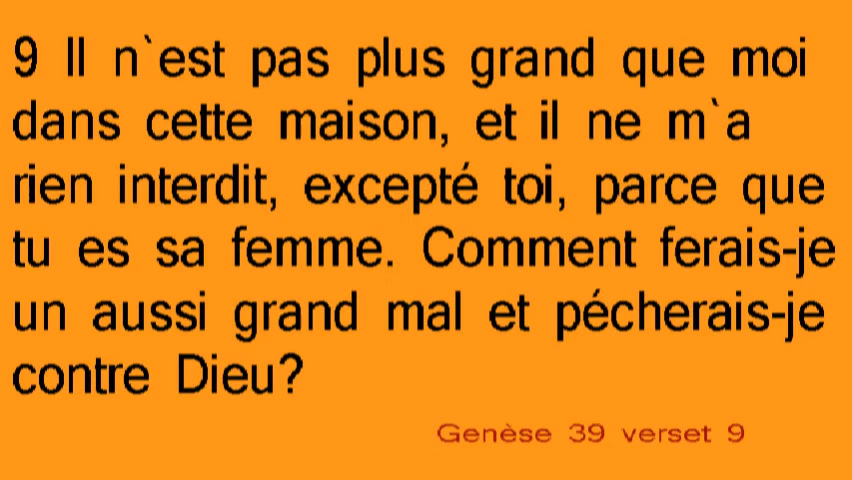 9 Il n`est pas plus grand que moi
dans cette maison, et il ne m`a
rien interdit, excepté toi, parce que
tu es sa femme. Comment ferais-je
un aussi grand mal et pécherais-je
contre Dieu?
Genèse 39 verset 9